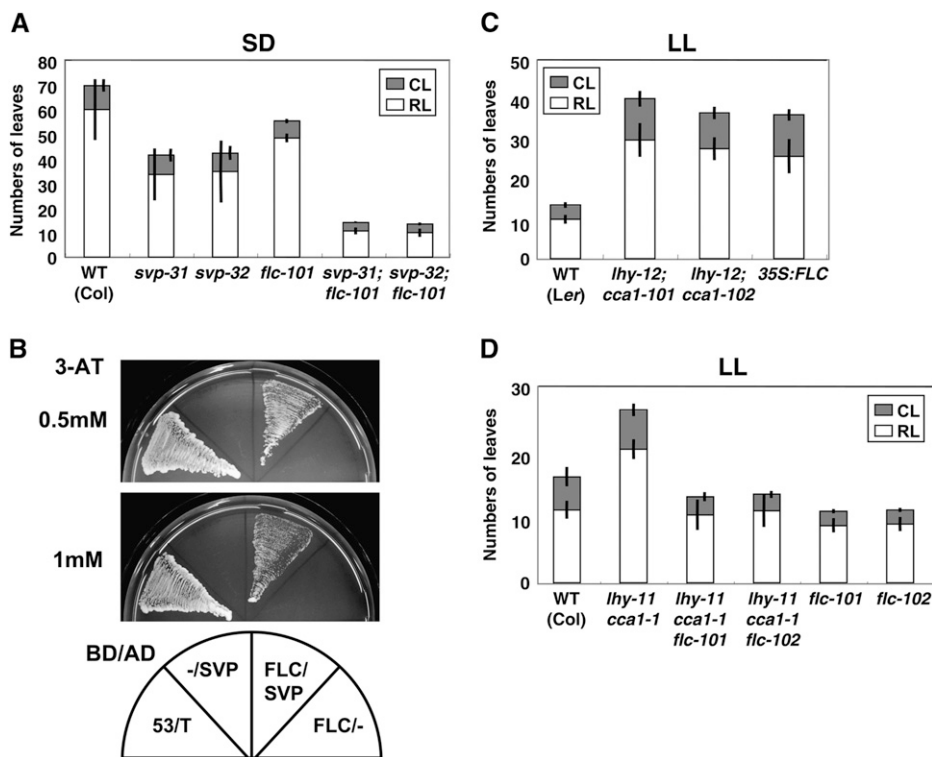 A
SD
Numbers of leaves
80
70
60
50
40
30
20
10
0
CL
RL
WT
(Col)
svp-31
svp-32
flc-101
svp-31;
flc-101
svp-32;
flc-101
B
3-AT
0.5mM
1mM
BD/AD
53/T
-/SVP
FLC/
SVP
FLC/-
C
LL
Numbers of leaves
50
40
30
20
10
0
CL
RL
WT
(Ler)
lhy-12;
cca1-101
lhy-12;
cca1-102
35S:FLC
D
LL
Numbers of leaves
30
20
10
0
CL
RL
WT
(Col)
lhy-11
cca1-1
lhy-11
cca1-1
flc-101
lhy-11
cca1-1
flc-102
flc-101
flc-102